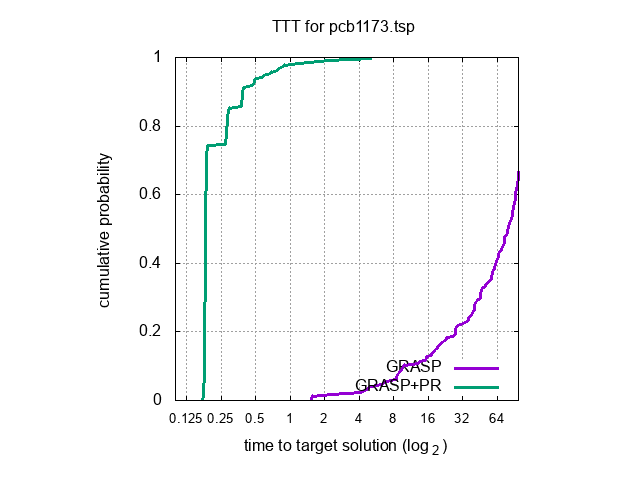 TTT for pcb1173.tsp
1
0.8
0.6
0.4
0.2
0
cumulative probability
GRASP
GRASP+PR
0.125 0.25 0.5 1 2 4 8 16 32 64
time to target solution (log 2)